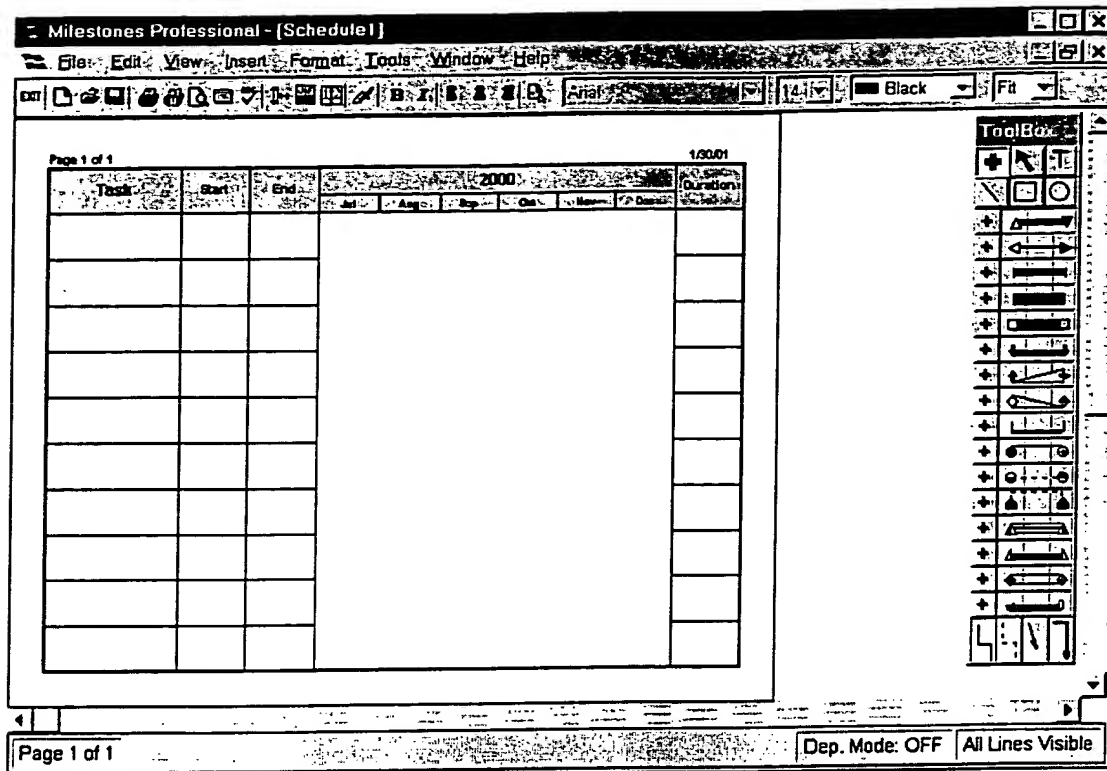 Milestones Professional - [Schedule1]
File Edit View Insert Format Tools Window Help
EXIT B I Arial 14 Black Fit
ToolBox
T
Page 1 of 1 1/30/01
Task Start End 2000 Duration
Jul Aug Sep Oct Nov Dec
Page 1 of 1 Dep. Mode: OFF All Lines Visible